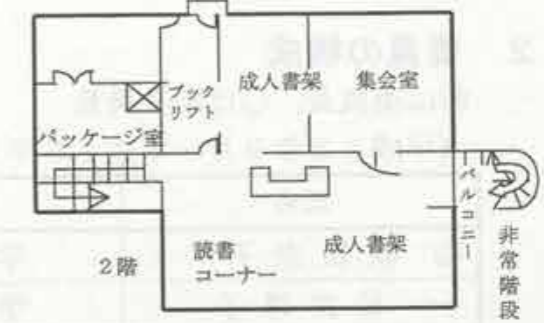 成人書架
集会室
ブック
リフト
パッケージ室
読書
コーナー
成人書架
2階
バルコニー
非常階段